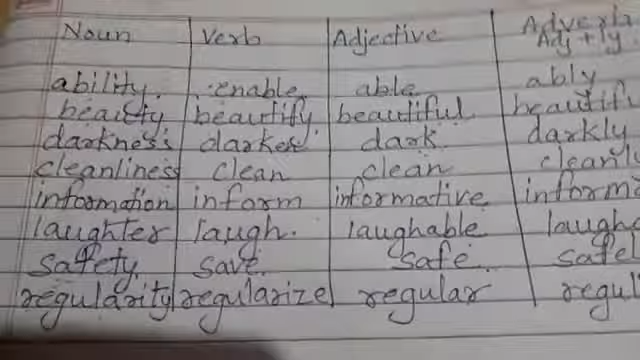 Noun Verb Adjective Adverb
Adj + ly
ability. enable able ably
beauty beautify beautiful
darkness darken dark darkly
cleanliness clean clean
information inform informative
laughter laugh. laughable
safety save safe
regularity regularize regular